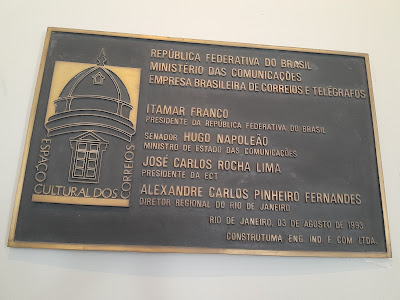 REPÚBLICA FEDERATIVA DO BRASIL
MINISTÉRIO DAS COMUNICAÇÕES
EMPRESA BRASILEIRA DE CORREIOS E TELÉGRAFOS
ITAMAR FRANCO
PRESIDENTE DA REPÚBLICA FEDERATIVA DO BRASIL
SENADOR HUGO NAPOLEÃO
MINISTRO DE ESTADO DAS COMUNICAÇÕES
JOSÉ CARLOS ROCHA LIMA
PRESIDENTE DA ECT
ALEXANDRE CARLOS PINHEIRO FERNANDES
DIRETOR REGIONAL DO RIO DE JANEIRO
RIO DE JANEIRO, 03 DE AGOSTO DE 1993
CONSTRUTUMA ENG. IND. E COM. LTDA.
ESPAÇO
CULTURAL DOS
CORREIOS